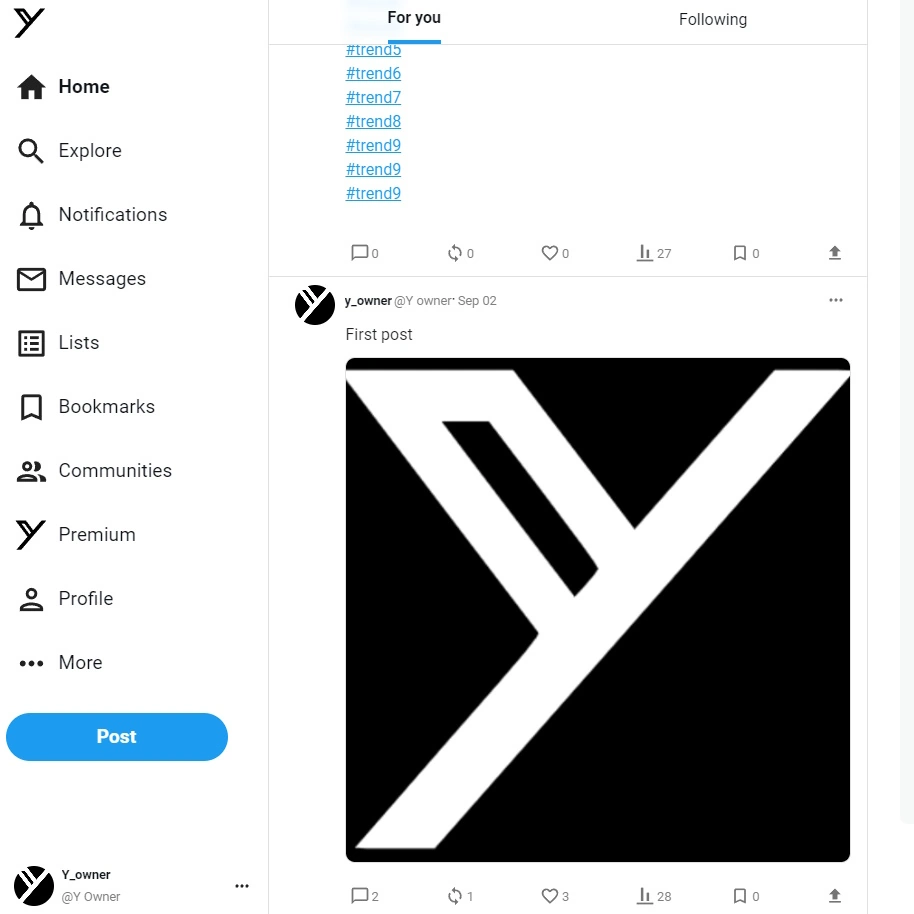 For you
Following
#trend5
#trend6
#trend7
#trend8
#trend9
#trend9
#trend9
0
0
0
27
0
y_owner @Y owner· Sep 02
First post
2
1
3
28
0
Home
Explore
Notifications
Messages
Lists
Bookmarks
Communities
Premium
Profile
More
Post
Y_owner
@Y Owner